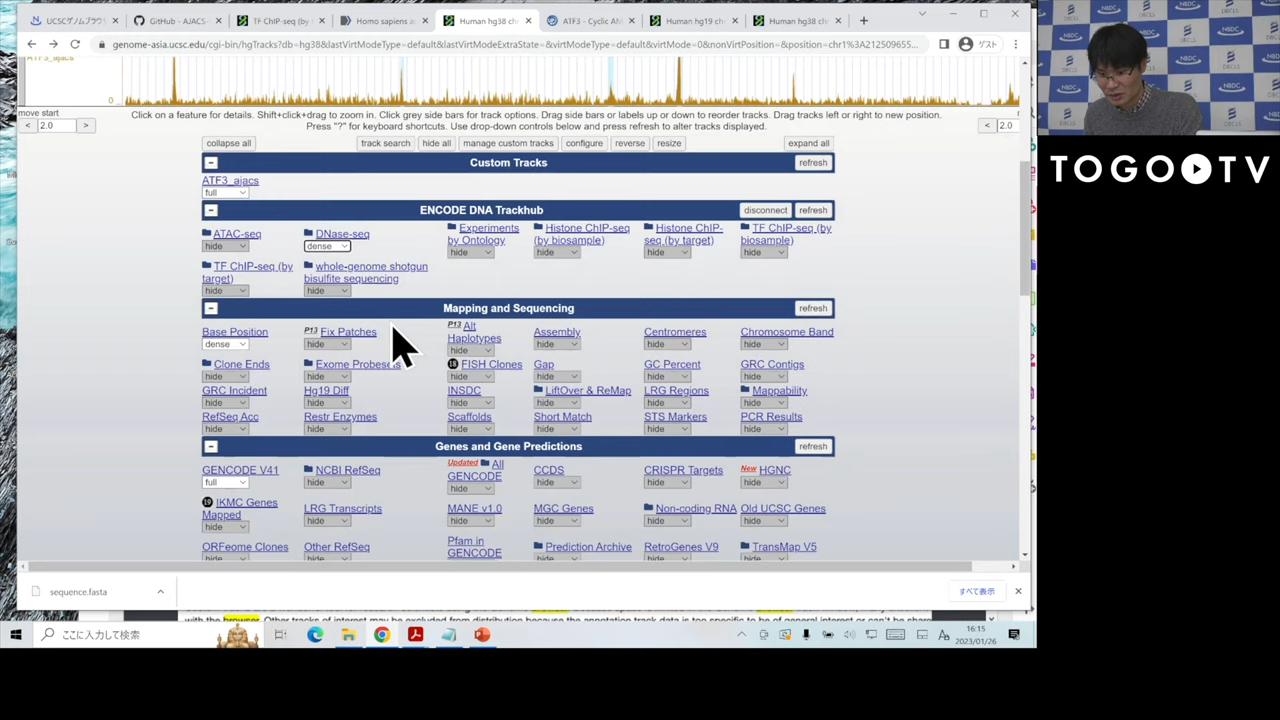 UCSCゲノムブラウ
GitHub - AJACS-
TF ChIP-seq (by
Homo sapiens ac
Human hg38 chr
ATF3 - Cyclic AM
Human hg19 chr
Human hg38 chr
genome-asia.ucsc.edu/cgi-bin/hgTracks?db=hg38&lastVirtModeType=default&lastVirtModeExtraState=&virtModeType=default&virtMode=0&nonVirtPosition=&position=chr1%3A212509655...
ゲスト
ATF3_ajacs
0
move start
Click on a feature for details. Shift+click+drag to zoom in. Click grey side bars for track options. Drag side bars or labels up or down to reorder tracks. Drag tracks left or right to new position.
< 2.0 >
Press "?" for keyboard shortcuts. Use drop-down controls below and press refresh to alter tracks displayed.
< 2.0
collapse all track search hide all manage custom tracks configure reverse resize expand all
- Custom Tracks refresh
ATF3_ajacs
full
- ENCODE DNA Trackhub disconnect refresh
ATAC-seq
hide
DNase-seq
dense
Experiments
by Ontology
hide
Histone ChIP-seq
(by biosample)
hide
Histone ChIP-
seq (by target)
hide
TF ChIP-seq (by
biosample)
hide
TF ChIP-seq (by
target)
hide
whole-genome shotgun
bisulfite sequencing
hide
- Mapping and Sequencing refresh
Base Position
dense
P13 Fix Patches
hide
P13 Alt
Haplotypes
hide
Assembly
hide
Centromeres
hide
Chromosome Band
hide
Clone Ends
hide
Exome Probesets
hide
FISH Clones
hide
Gap
hide
GC Percent
hide
GRC Contigs
hide
GRC Incident
hide
Hg19 Diff
hide
INSDC
hide
LiftOver & ReMap
hide
LRG Regions
hide
Mappability
hide
RefSeq Acc
hide
Restr Enzymes
hide
Scaffolds
hide
Short Match
hide
STS Markers
hide
PCR Results
hide
- Genes and Gene Predictions refresh
GENCODE V41
full
NCBI RefSeq
hide
Updated All
GENCODE
hide
CCDS
hide
CRISPR Targets
hide
New HGNC
hide
19 IKMC Genes
Mapped
hide
LRG Transcripts
hide
MANE v1.0
hide
MGC Genes
hide
Non-coding RNA
hide
Old UCSC Genes
hide
ORFeome Clones
hide
Other RefSeq
hide
Pfam in
GENCODE
Prediction Archive
hide
RetroGenes V9
hide
TransMap V5
hide
sequence.fasta
すべて表示
ここに入力して検索
16:15
2023/01/26
NBDC
DBCLS
TOGO TV